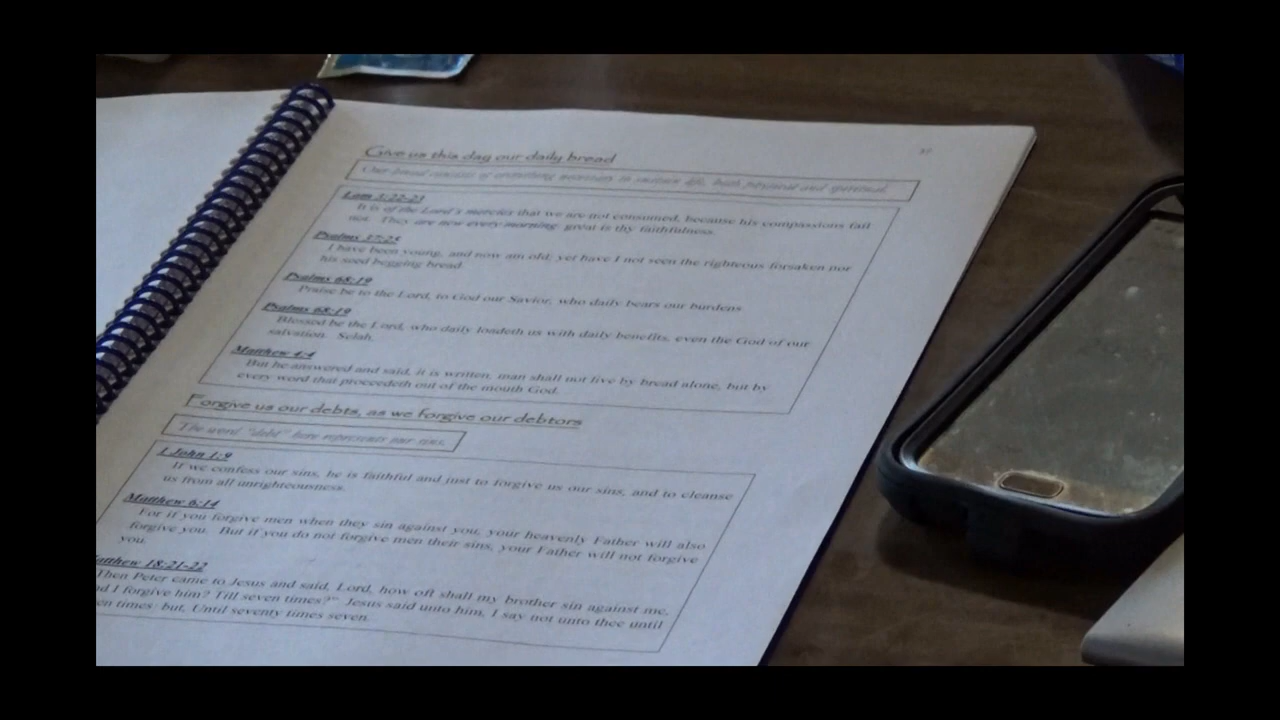 37
Give us this day our daily bread
Our bread consists of everything necessary to sustain life, both physical and spiritual.
Lam 3:22-23
It is of the Lord's mercies that we are not consumed, because his compassions fail
not. They are new every morning great is thy faithfulness.
Psalms 37:25
I have been young, and now am old; yet have I not seen the righteous forsaken nor
his seed begging bread.
Psalms 68:19
Praise be to the Lord, to God our Savior, who daily bears our burdens
Psalms 68:19
Blessed be the Lord, who daily loadeth us with daily benefits, even the God of our
salvation. Selah.
Matthew 4:4
But he answered and said, it is written, man shall not live by bread alone, but by
every word that proceedeth out of the mouth God.
Forgive us our debts, as we forgive our debtors
The word "debt" here represents our sins.
1 John 1:9
If we confess our sins, he is faithful and just to forgive us our sins, and to cleanse
us from all unrighteousness.
Matthew 6:14
For if you forgive men when they sin against you, your heavenly Father will also
forgive you. But if you do not forgive men their sins, your Father will not forgive
you.
atthew 18:21-22
Then Peter came to Jesus and said, Lord, how oft shall my brother sin against me,
d I forgive him? Till seven times?" Jesus said unto him, I say not unto thee until
en times: but, Until seventy times seven.